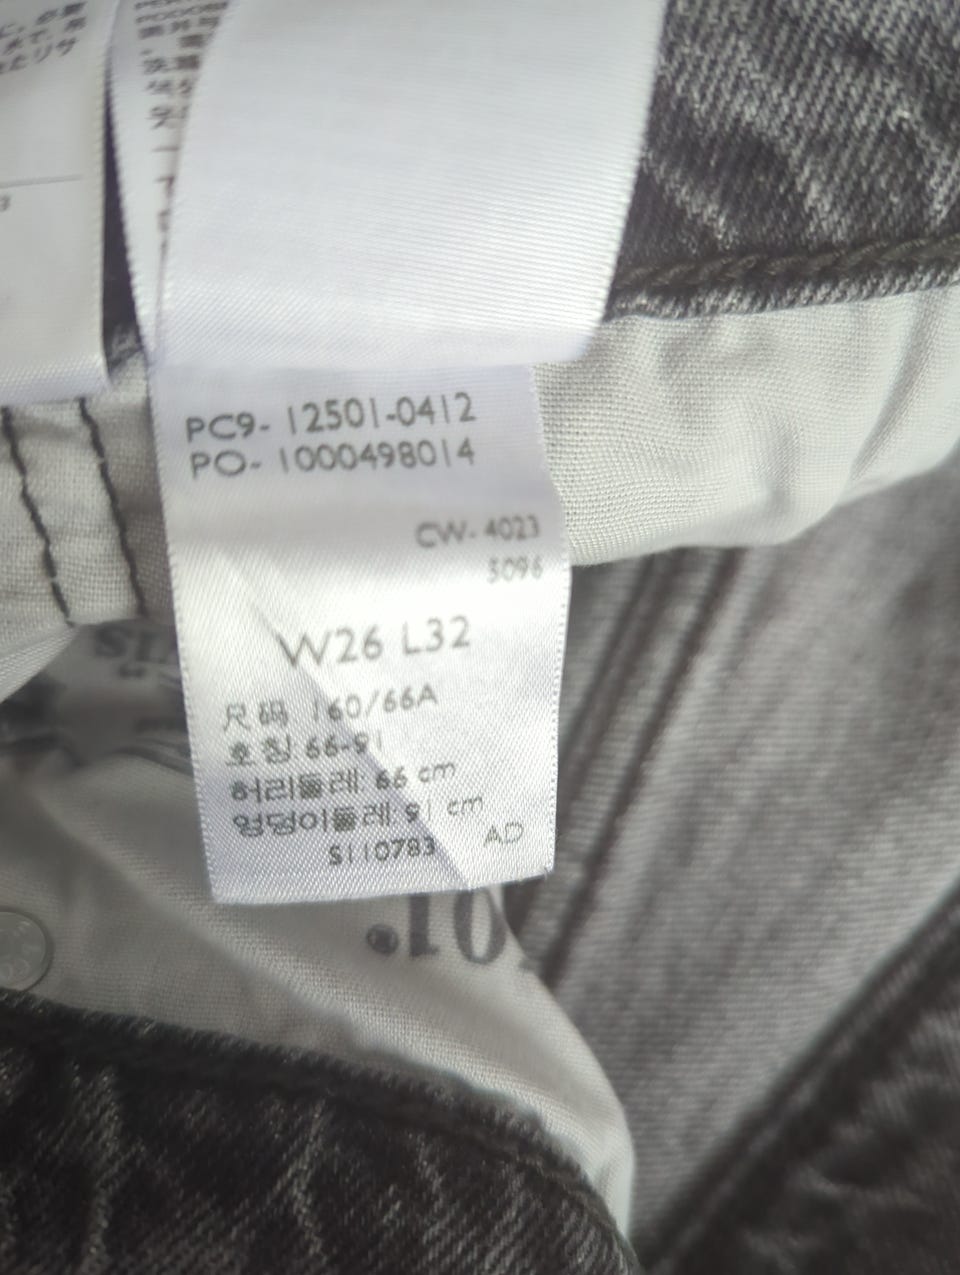 PC9- 12501-0412
PO- 1000498014
CW- 4023
5096
W26 L32
尺码 160/66A
호칭 66-91
허리둘레 66 cm
엉덩이둘레 91 cm
S110783
AD